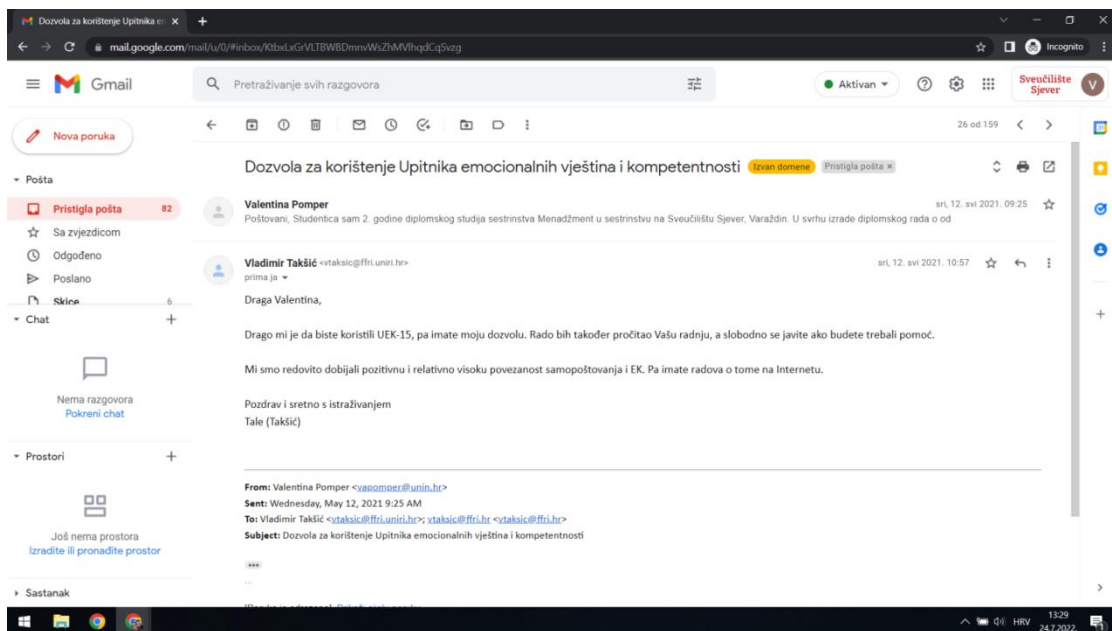 Dozvola za korištenje Upitnika em
mail.google.com/mail/u/0/#inbox/KtbxLxGrVLTBWBDmnvWsZhMVlhqdCqSvzg
Incognito
Gmail
Pretraživanje svih razgovora
Aktivan
Sveučilište
Sjever
V
Nova poruka
26 od 159
Pošta
Pristigla pošta 82
Sa zvjezdicom
Odgođeno
Poslano
Skice 6
Chat
Nema razgovora
Pokreni chat
Prostori
Još nema prostora
Izradite ili pronađite prostor
Sastanak
Dozvola za korištenje Upitnika emocionalnih vještina i kompetentnosti Izvan domene Pristigla pošta ×
Valentina Pomper sri, 12. svi 2021. 09:25
Poštovani, Studentica sam 2. godine diplomskog studija sestrinstva Menadžment u sestrinstvu na Sveučilištu Sjever, Varaždin. U svrhu izrade diplomskog rada o od
Vladimir Takšić <vtaksic@ffri.uniri.hr> sri, 12. svi 2021. 10:57
prima ja
Draga Valentina,
Drago mi je da biste koristili UEK-15, pa imate moju dozvolu. Rado bih također pročitao Vašu radnju, a slobodno se javite ako budete trebali pomoć.
Mi smo redovito dobijali pozitivnu i relativno visoku povezanost samopoštovanja i EK. Pa imate radova o tome na Internetu.
Pozdrav i sretno s istraživanjem
Tale (Takšić)
From: Valentina Pomper <vapomper@unin.hr>
Sent: Wednesday, May 12, 2021 9:25 AM
To: Vladimir Takšić <vtaksic@ffri.uniri.hr>; vtaksic@ffri.hr <vtaksic@ffri.hr>
Subject: Dozvola za korištenje Upitnika emocionalnih vještina i kompetentnosti
...
HRV
13:29
24.7.2022.